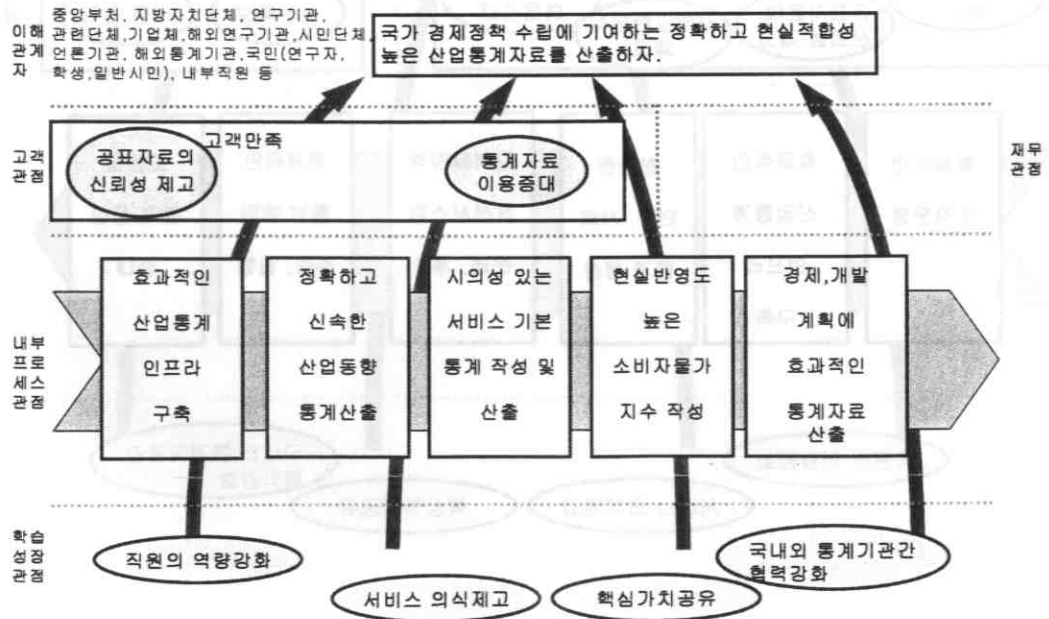 중앙부처, 지방자치단체, 연구기관,
이해 관련단체,기업체,해외연구기관,시민단체,
관계 언론기관, 해외통계기관,국민(연구자,
자 학생,일반시민), 내부직원 등
국가 경제정책 수립에 기여하는 정확하고 현실적합성
높은 산업통계자료를 산출하자.
고객
관점
고객만족
공표자료의
신뢰성 제고
통계자료
이용증대
재무
관점
내부
프로
세스
관점
효과적인
산업통계
인프라
구축
정확하고
신속한
산업동향
통계산출
시의성 있는
서비스 기본
통계 작성 및
산출
현실반영도
높은
소비자물가
지수 작성
경제,개발
계획에
효과적인
통계자료
산출
학습
성장
관점
직원의 역량강화
서비스 의식제고
핵심가치공유
국내외 통계기관간
협력강화